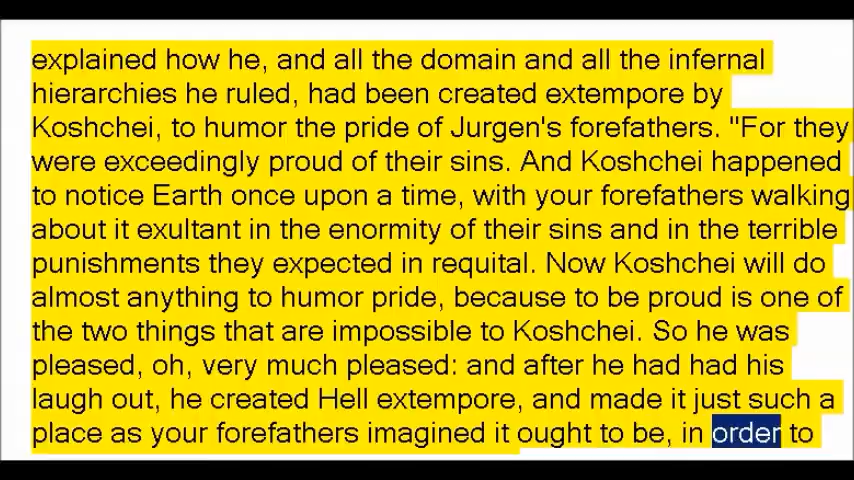 explained how he, and all the domain and all the infernal
hierarchies he ruled, had been created extempore by
Koshchei, to humor the pride of Jurgen's forefathers. "For they
were exceedingly proud of their sins. And Koshchei happened
to notice Earth once upon a time, with your forefathers walking
about it exultant in the enormity of their sins and in the terrible
punishments they expected in requital. Now Koshchei will do
almost anything to humor pride, because to be proud is one of
the two things that are impossible to Koshchei. So he was
pleased, oh, very much pleased: and after he had had his
laugh out, he created Hell extempore, and made it just such a
place as your forefathers imagined it ought to be, in order to